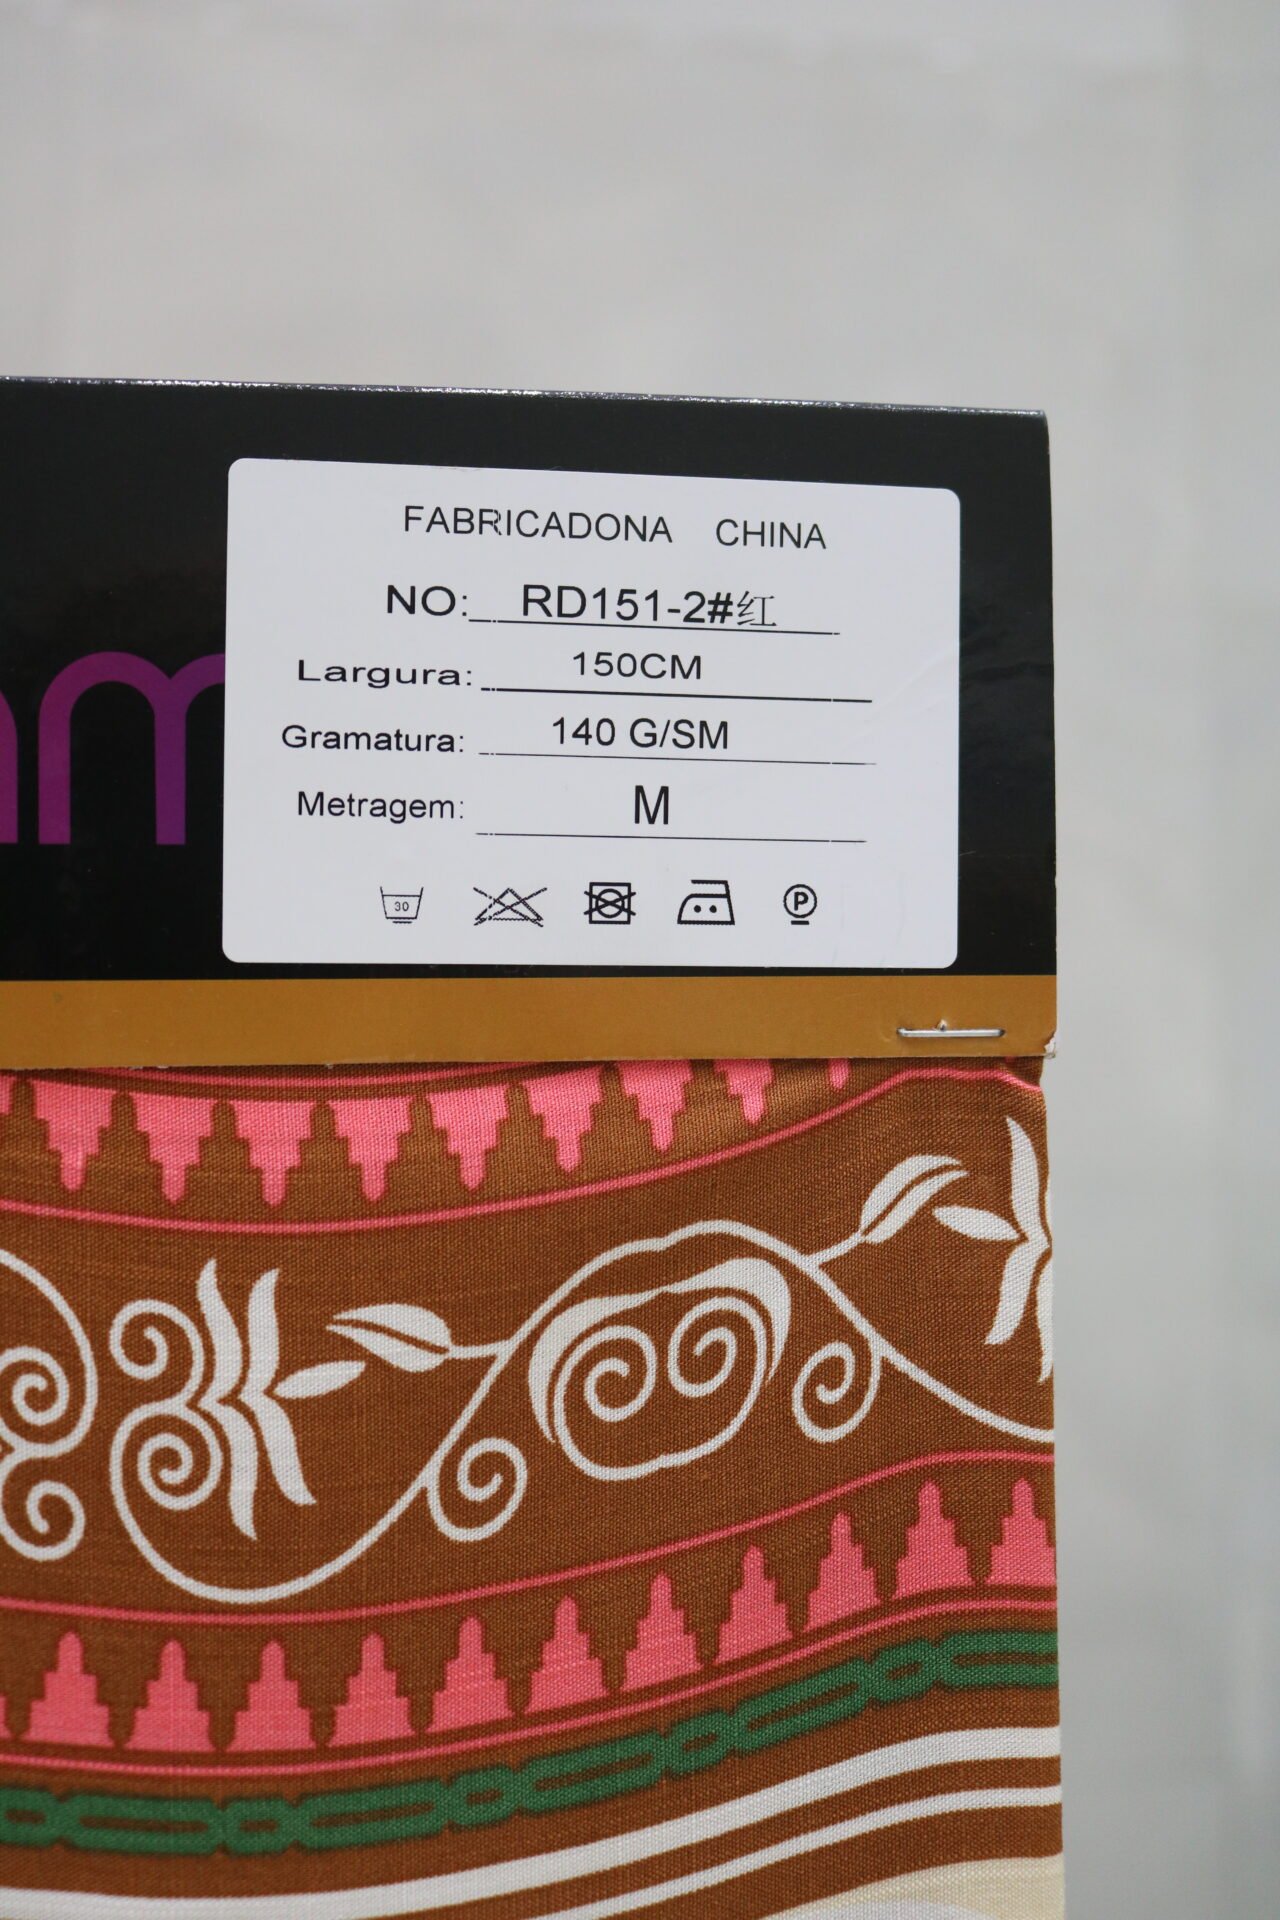 FABRICADONA CHINA
NO: RD151-2#红
Largura: 150CM
Gramatura: 140 G/SM
Metragem: M
30
P